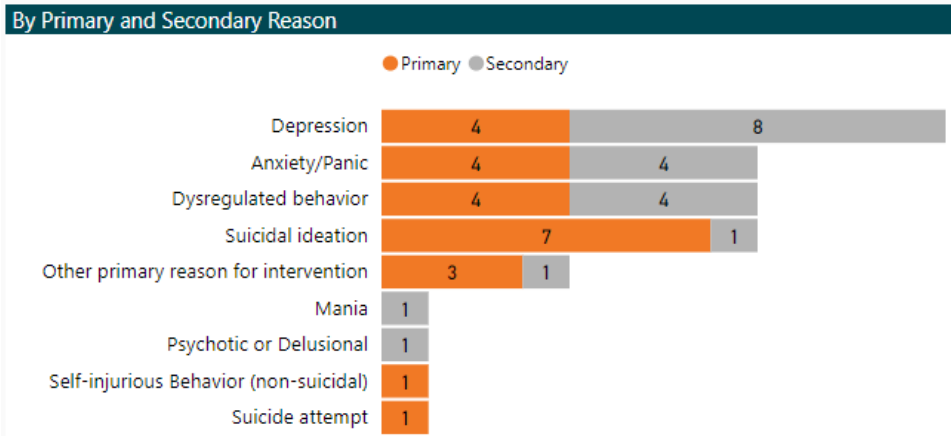 By Primary and Secondary Reason
Primary Secondary
Depression 4 8
Anxiety/Panic 4 4
Dysregulated behavior 4 4
Suicidal ideation 7 1
Other primary reason for intervention 3 1
Mania 1
Psychotic or Delusional 1
Self-injurious Behavior (non-suicidal) 1
Suicide attempt 1